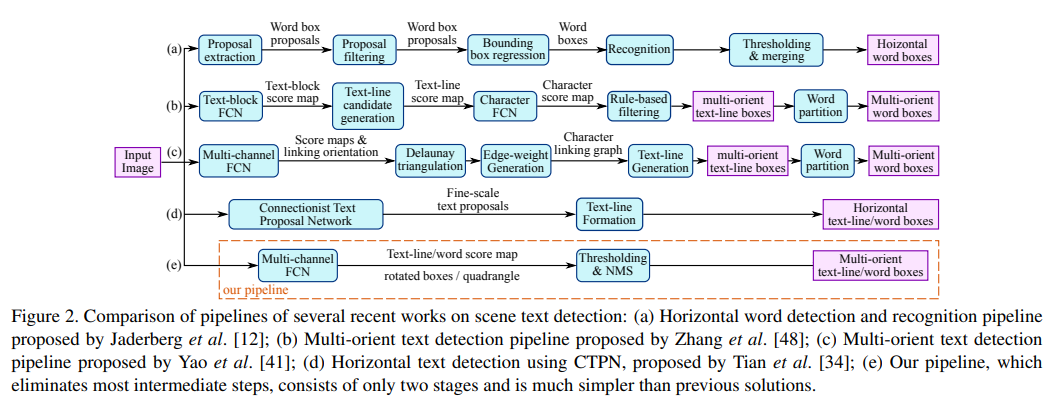 Input
Image
(a)
Proposal
extraction
Word box
proposals
Proposal
filtering
Word box
proposals
Bounding
box regression
Word
boxes
Recognition
Thresholding
& merging
Hoizontal
word boxes
(b)
Text-block
FCN
Text-block
score map
Text-line
candidate
generation
Text-line
score map
Character
FCN
Character
score map
Rule-based
filtering
multi-orient
text-line boxes
Word
partition
Multi-orient
word boxes
(c)
Multi-channel
FCN
Score maps &
linking orientation
Delaunay
triangulation
Edge-weight
Generation
Character
linking graph
Text-line
Generation
multi-orient
text-line boxes
Word
partition
Multi-orient
word boxes
(d)
Connectionist Text
Proposal Network
Fine-scale
text proposals
Text-line
Formation
Horizontal
text-line/word boxes
(e)
Multi-channel
FCN
Text-line/word score map
rotated boxes / quadrangle
Thresholding
& NMS
Multi-orient
text-line/word boxes
our pipeline
Figure 2. Comparison of pipelines of several recent works on scene text detection: (a) Horizontal word detection and recognition pipeline
proposed by Jaderberg et al. [12]; (b) Multi-orient text detection pipeline proposed by Zhang et al. [48]; (c) Multi-orient text detection
pipeline proposed by Yao et al. [41]; (d) Horizontal text detection using CTPN, proposed by Tian et al. [34]; (e) Our pipeline, which
eliminates most intermediate steps, consists of only two stages and is much simpler than previous solutions.